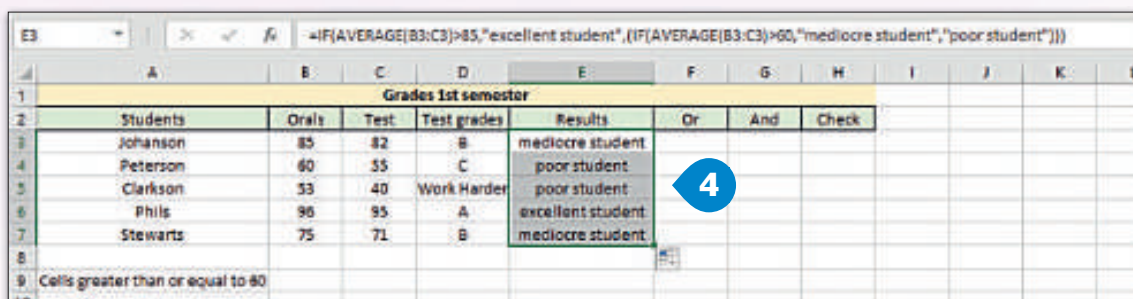 E3 fx =IF(AVERAGE(B3:C3)>85,"excellent student",(IF(AVERAGE(B3:C3)>60,"mediocre student","poor student")))
A B C D E F G H I J K
1 Grades 1st semester
2 Students Orals Test Test grades Results Or And Check
3 Johanson 85 82 B mediocre student
4 Peterson 60 55 C poor student
5 Clarkson 53 40 Work Harder poor student
4
6 Phils 96 95 A excellent student
7 Stewarts 75 71 B mediocre student
8
9 Cells greater than or equal to 60